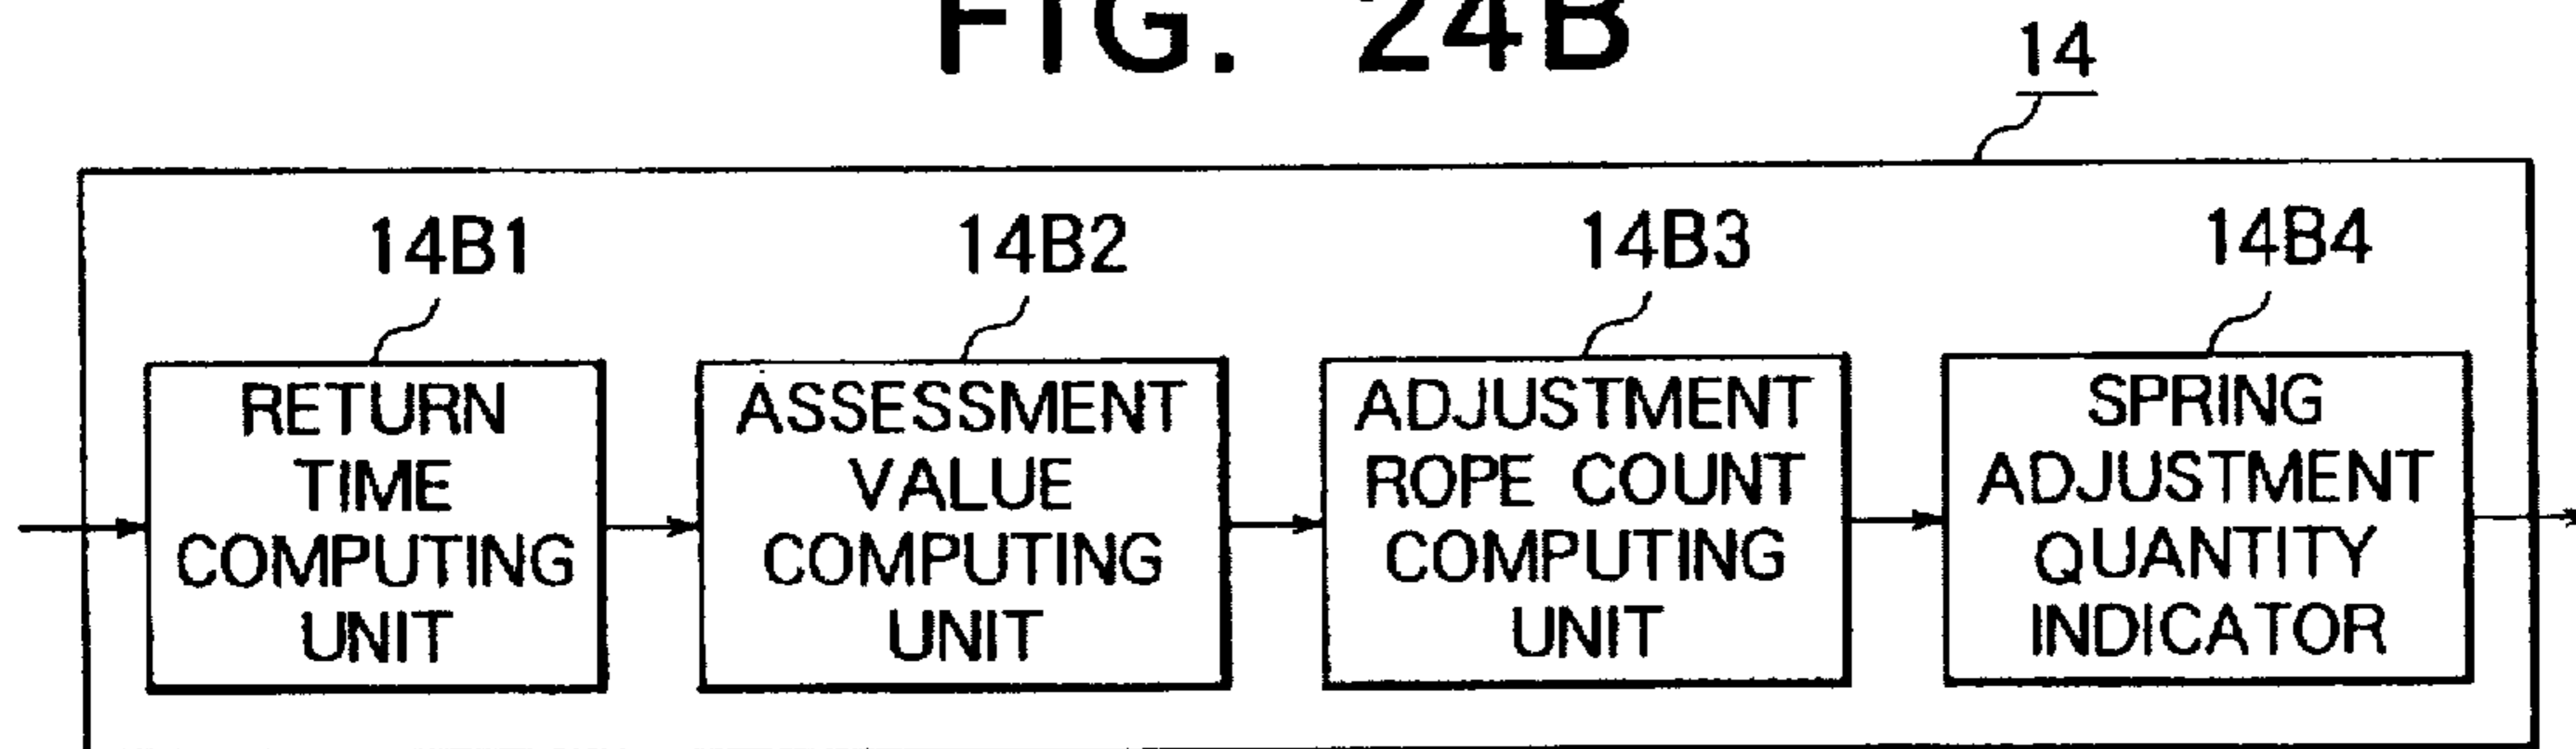 FIG. 24B
14
14B1
14B2
14B3
14B4
RETURN
TIME
COMPUTING
UNIT
ASSESSMENT
VALUE
COMPUTING
UNIT
ADJUSTMENT
ROPE COUNT
COMPUTING
UNIT
SPRING
ADJUSTMENT
QUANTITY
INDICATOR